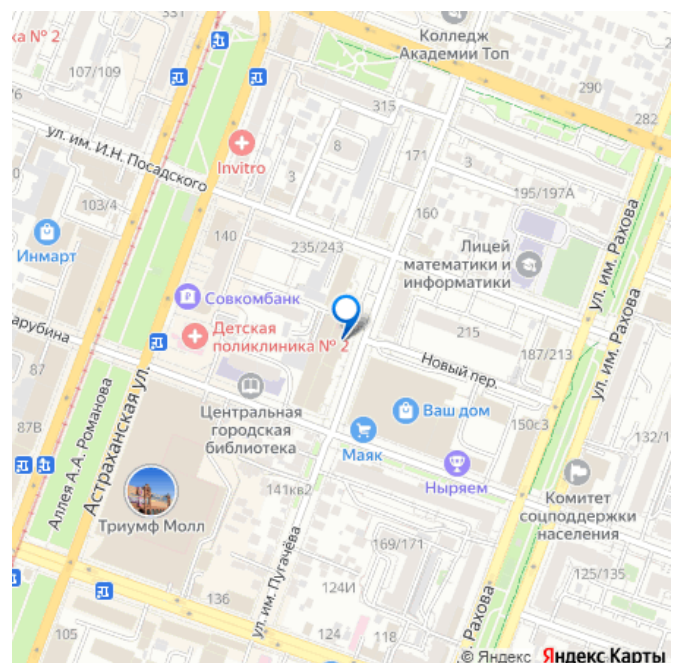 ка № 2
Колледж
Академии Топ
107/109
290
282
76
315
ул. им. И.Н. Посадского
8
171
Invitro
3
3
195/197А
0
103/4
160
Инмарт
140
235/243
Лицей
математики и
информатики
ул. им. Рахова
ул. им. Рахова
Совкомбанк
Детская
поликлиника № 2
215
арубина
Новый пер.
187/213
87
87В
Аллея А.А. Романова
Астраханская ул.
Центральная
городская
библиотека
Ваш дом
150с3
Маяк
132/1
Ныряем
141кв2
Комитет
соцподдержки
населения
Триумф Молл
ул. им. Пугачёва
169/171
124И
125/135
136
105
124
118
Рахова
© Яндекс Яндекс Карты